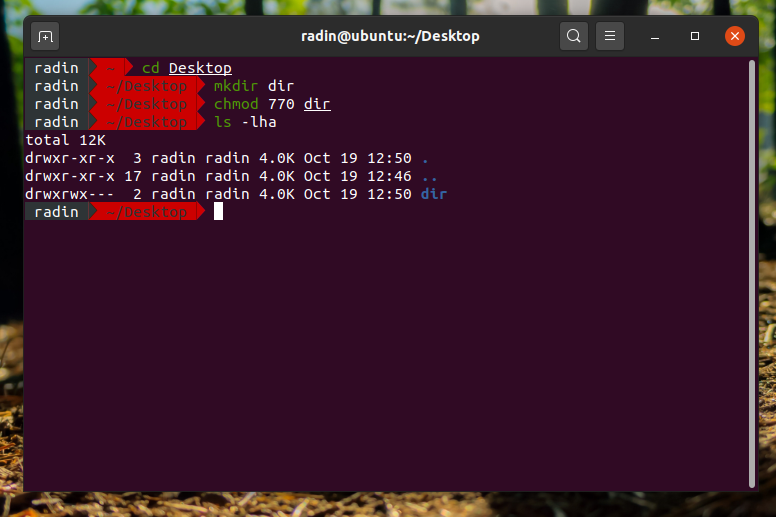 radin@ubuntu:~/Desktop
radin ~ cd Desktop
radin ~/Desktop mkdir dir
radin ~/Desktop chmod 770 dir
radin ~/Desktop ls -lha
total 12K
drwxr-xr-x  3 radin radin 4.0K Oct 19 12:50 .
drwxr-xr-x 17 radin radin 4.0K Oct 19 12:46 ..
drwxrwx---  2 radin radin 4.0K Oct 19 12:50 dir
radin ~/Desktop